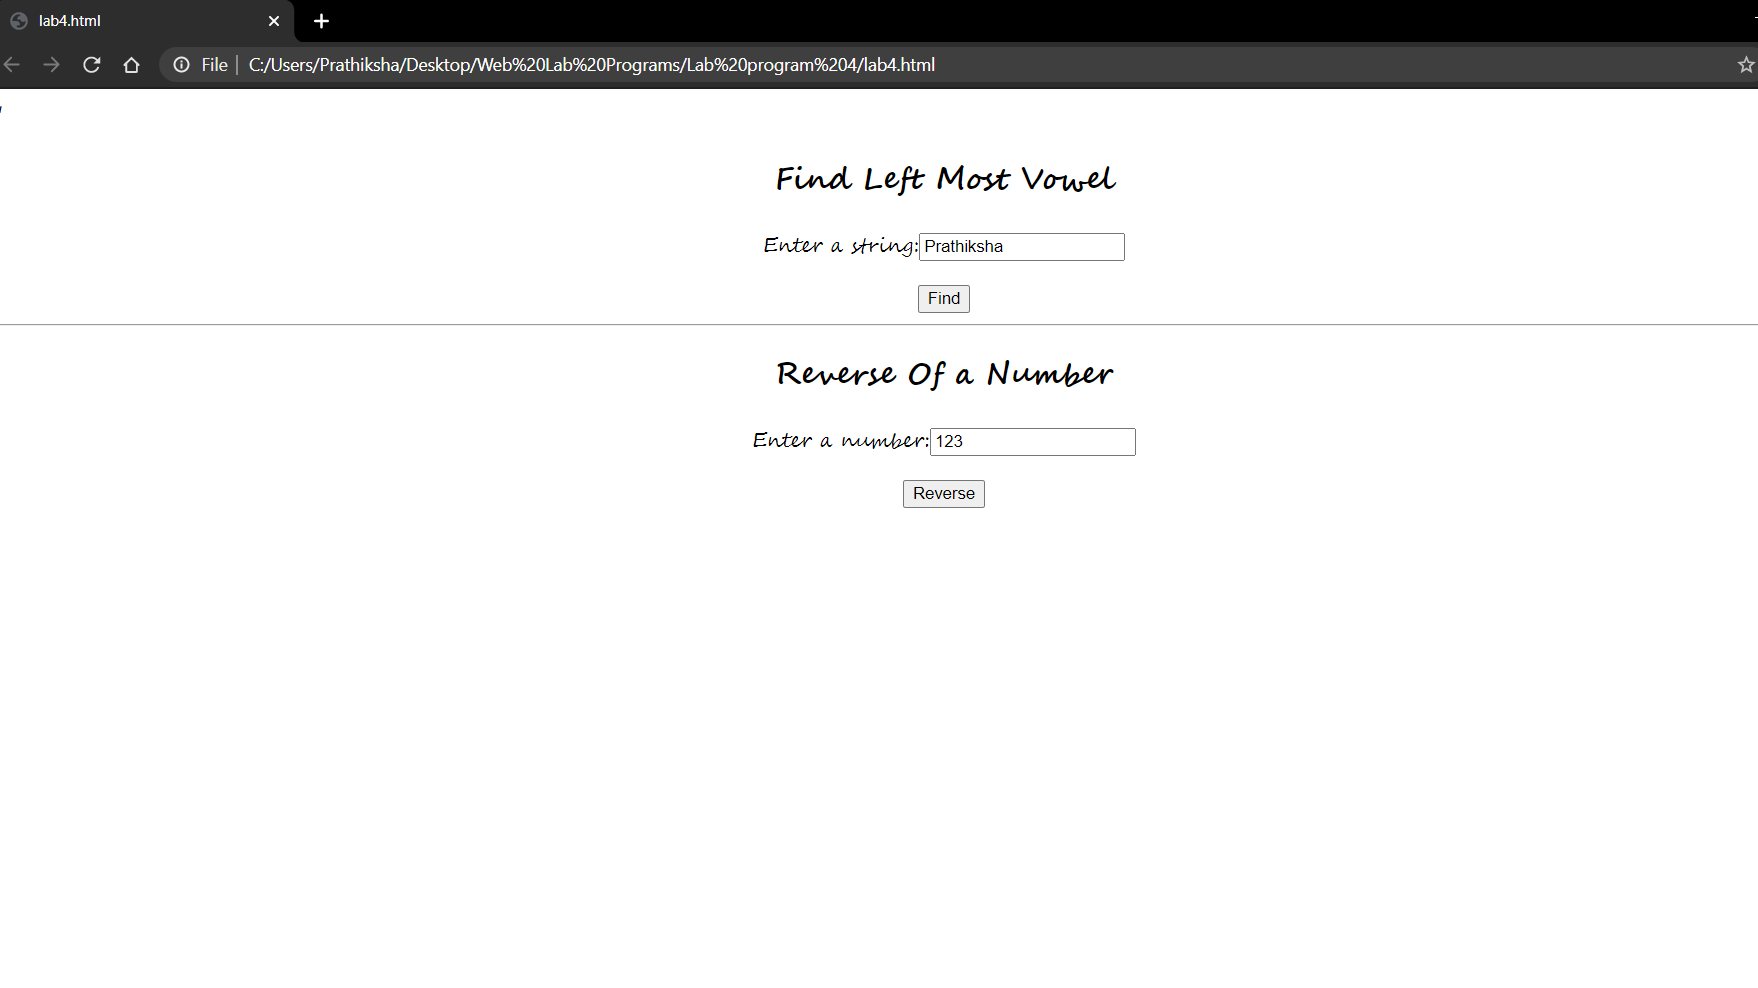 lab4.html
File | C:/Users/Prathiksha/Desktop/Web%20Lab%20Programs/Lab%20program%204/lab4.html
Find Left Most Vowel
Enter a string: Prathiksha
Find
Reverse Of a Number
Enter a number: 123
Reverse